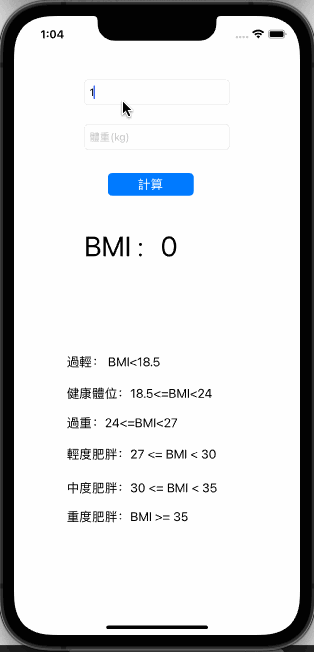 1:04
1
體重(kg)
計算
BMI： 0
過輕： BMI<18.5
健康體位：18.5<=BMI<24
過重：24<=BMI<27
輕度肥胖：27 <= BMI < 30
中度肥胖：30 <= BMI < 35
重度肥胖：BMI >= 35